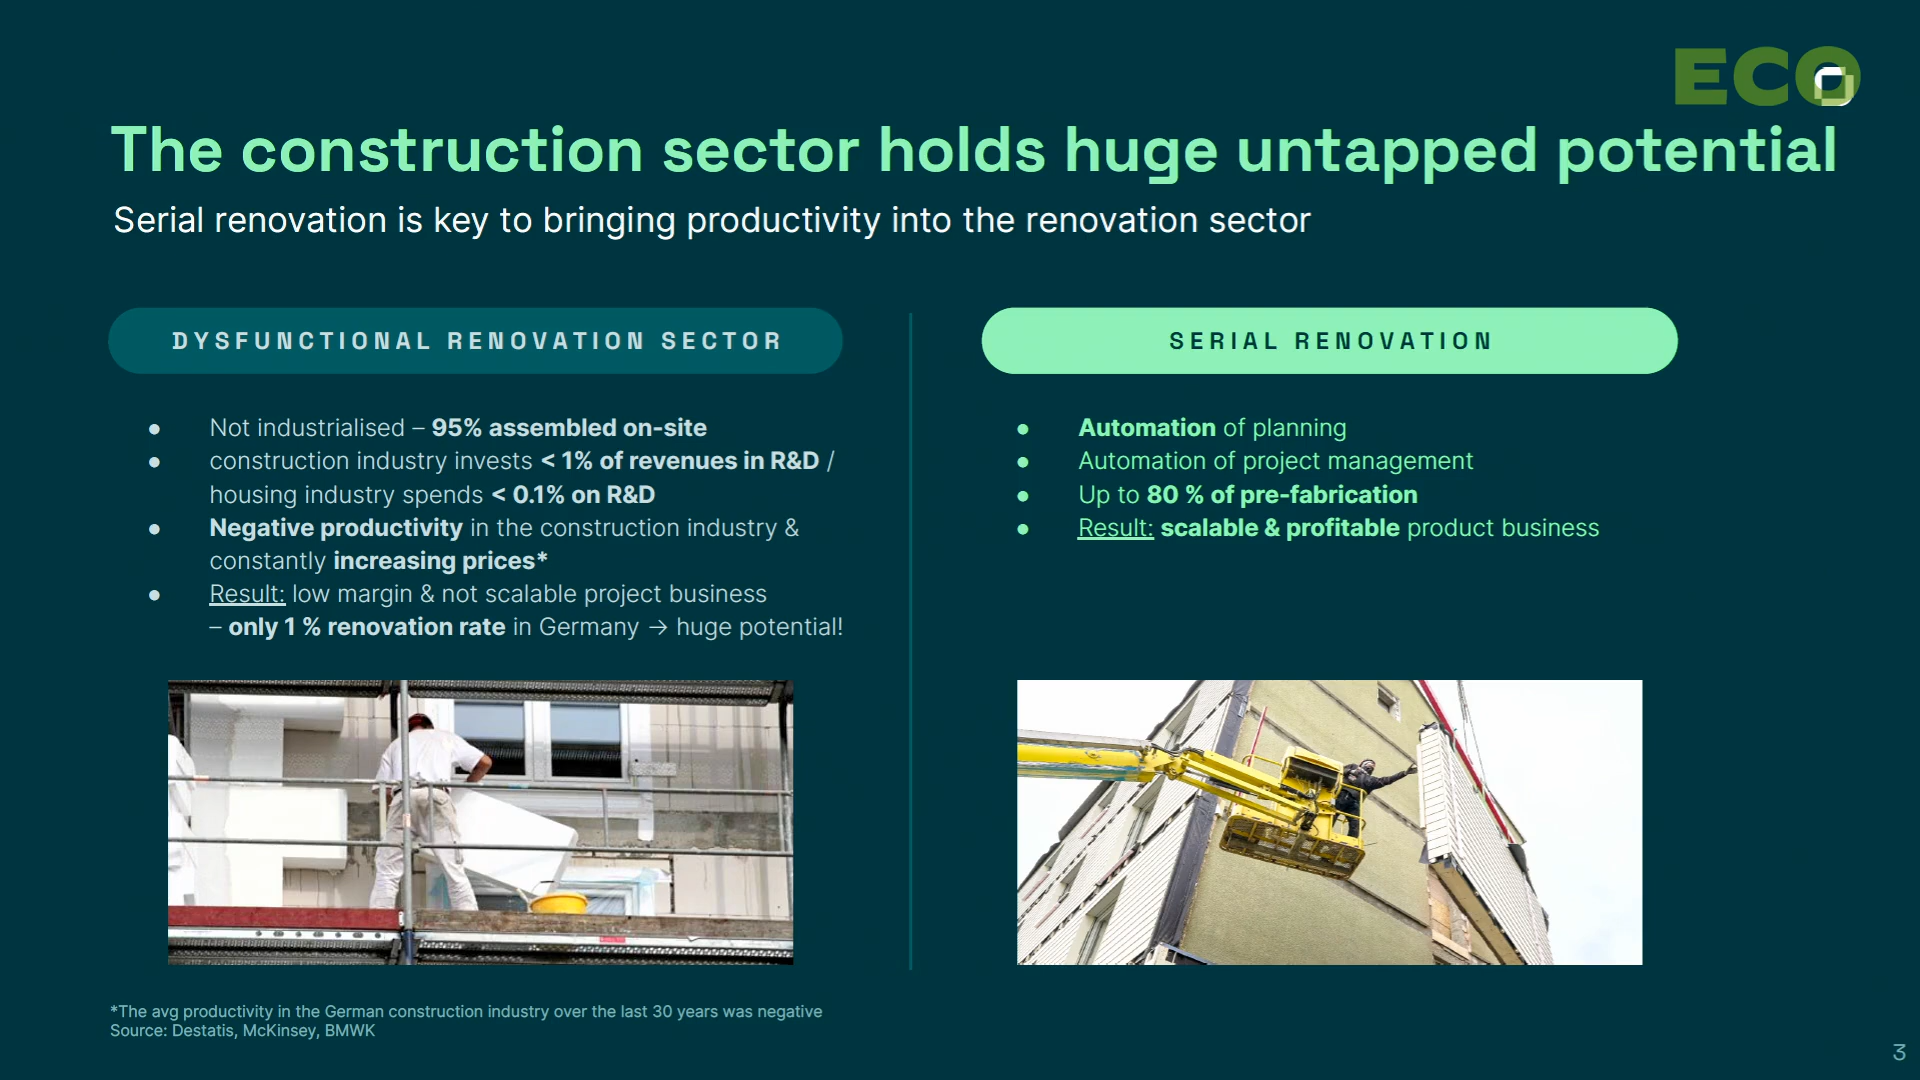 ECO
The construction sector holds huge untapped potential
Serial renovation is key to bringing productivity into the renovation sector
DYSFUNCTIONAL RENOVATION SECTOR
● Not industrialised – 95% assembled on-site
● construction industry invests < 1% of revenues in R&D /
housing industry spends < 0.1% on R&D
● Negative productivity in the construction industry &
constantly increasing prices*
● Result: low margin & not scalable project business
– only 1 % renovation rate in Germany → huge potential!
SERIAL RENOVATION
● Automation of planning
● Automation of project management
● Up to 80 % of pre-fabrication
● Result: scalable & profitable product business
*The avg productivity in the German construction industry over the last 30 years was negative
Source: Destatis, McKinsey, BMWK
3